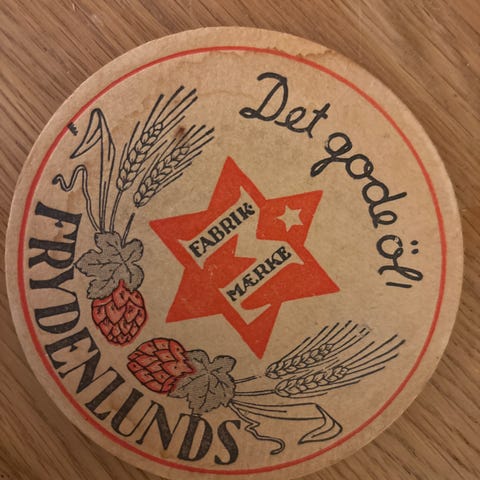 Det gode öl
FABRIK-
MÆRKE
FRYDENLUNDS